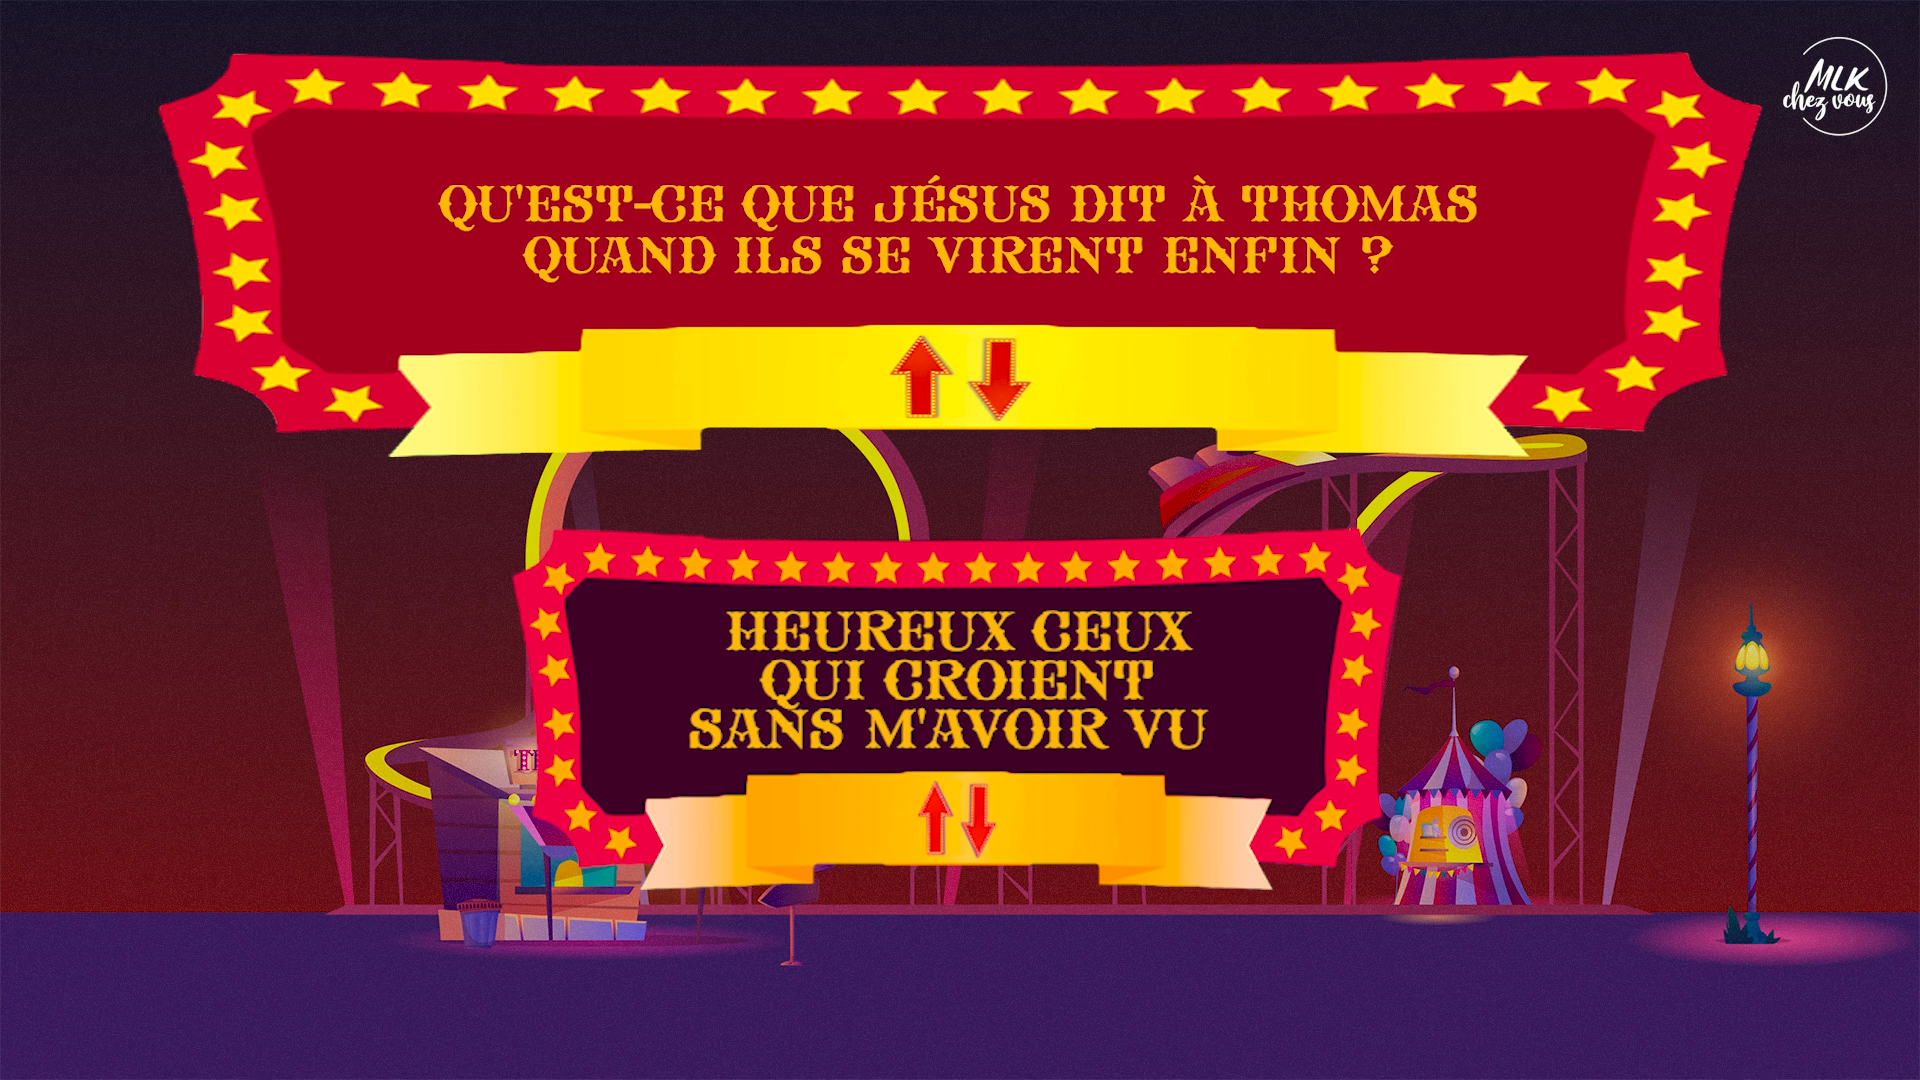 MLK
chez vous
QU'EST-CE QUE JÉSUS DIT À THOMAS
QUAND ILS SE VIRENT ENFIN ?
HEUREUX CEUX
QUI CROIENT
SANS M'AVOIR VU